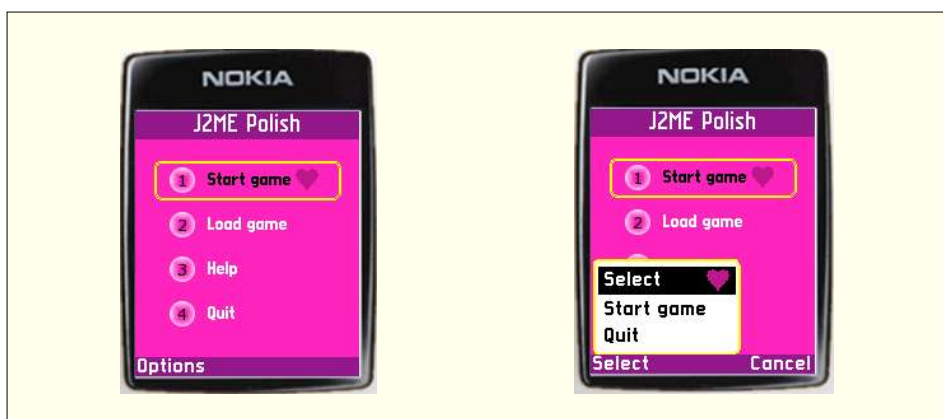 NOKIA
J2ME Polish
1 Start game
2 Load game
3 Help
4 Quit
Options
NOKIA
J2ME Polish
1 Start game
2 Load game
Select
Start game
Quit
Select Cancel